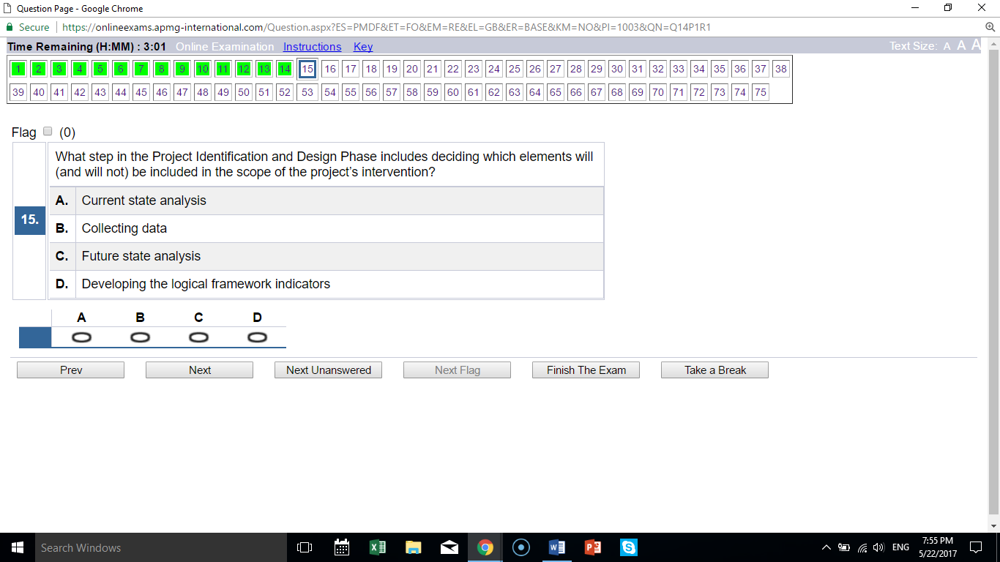 Question Page - Google Chrome
Secure https://onlineexams.apmg-international.com/Question.aspx?ES=PMDF&ET=FO&EM=RE&EL=GB&ER=BASE&KM=NO&PI=1003&QN=Q14P1R1
Time Remaining (H:MM) : 3:01 Online Examination Instructions Key Text Size: A A A
1 2 3 4 5 6 7 8 9 10 11 12 13 14 15 16 17 18 19 20 21 22 23 24 25 26 27 28 29 30 31 32 33 34 35 36 37 38
39 40 41 42 43 44 45 46 47 48 49 50 51 52 53 54 55 56 57 58 59 60 61 62 63 64 65 66 67 68 69 70 71 72 73 74 75
Flag (0)
What step in the Project Identification and Design Phase includes deciding which elements will
(and will not) be included in the scope of the project's intervention?
15.
A. Current state analysis
B. Collecting data
C. Future state analysis
D. Developing the logical framework indicators
A B C D
Prev Next Next Unanswered Next Flag Finish The Exam Take a Break
Search Windows
ENG
7:55 PM
5/22/2017